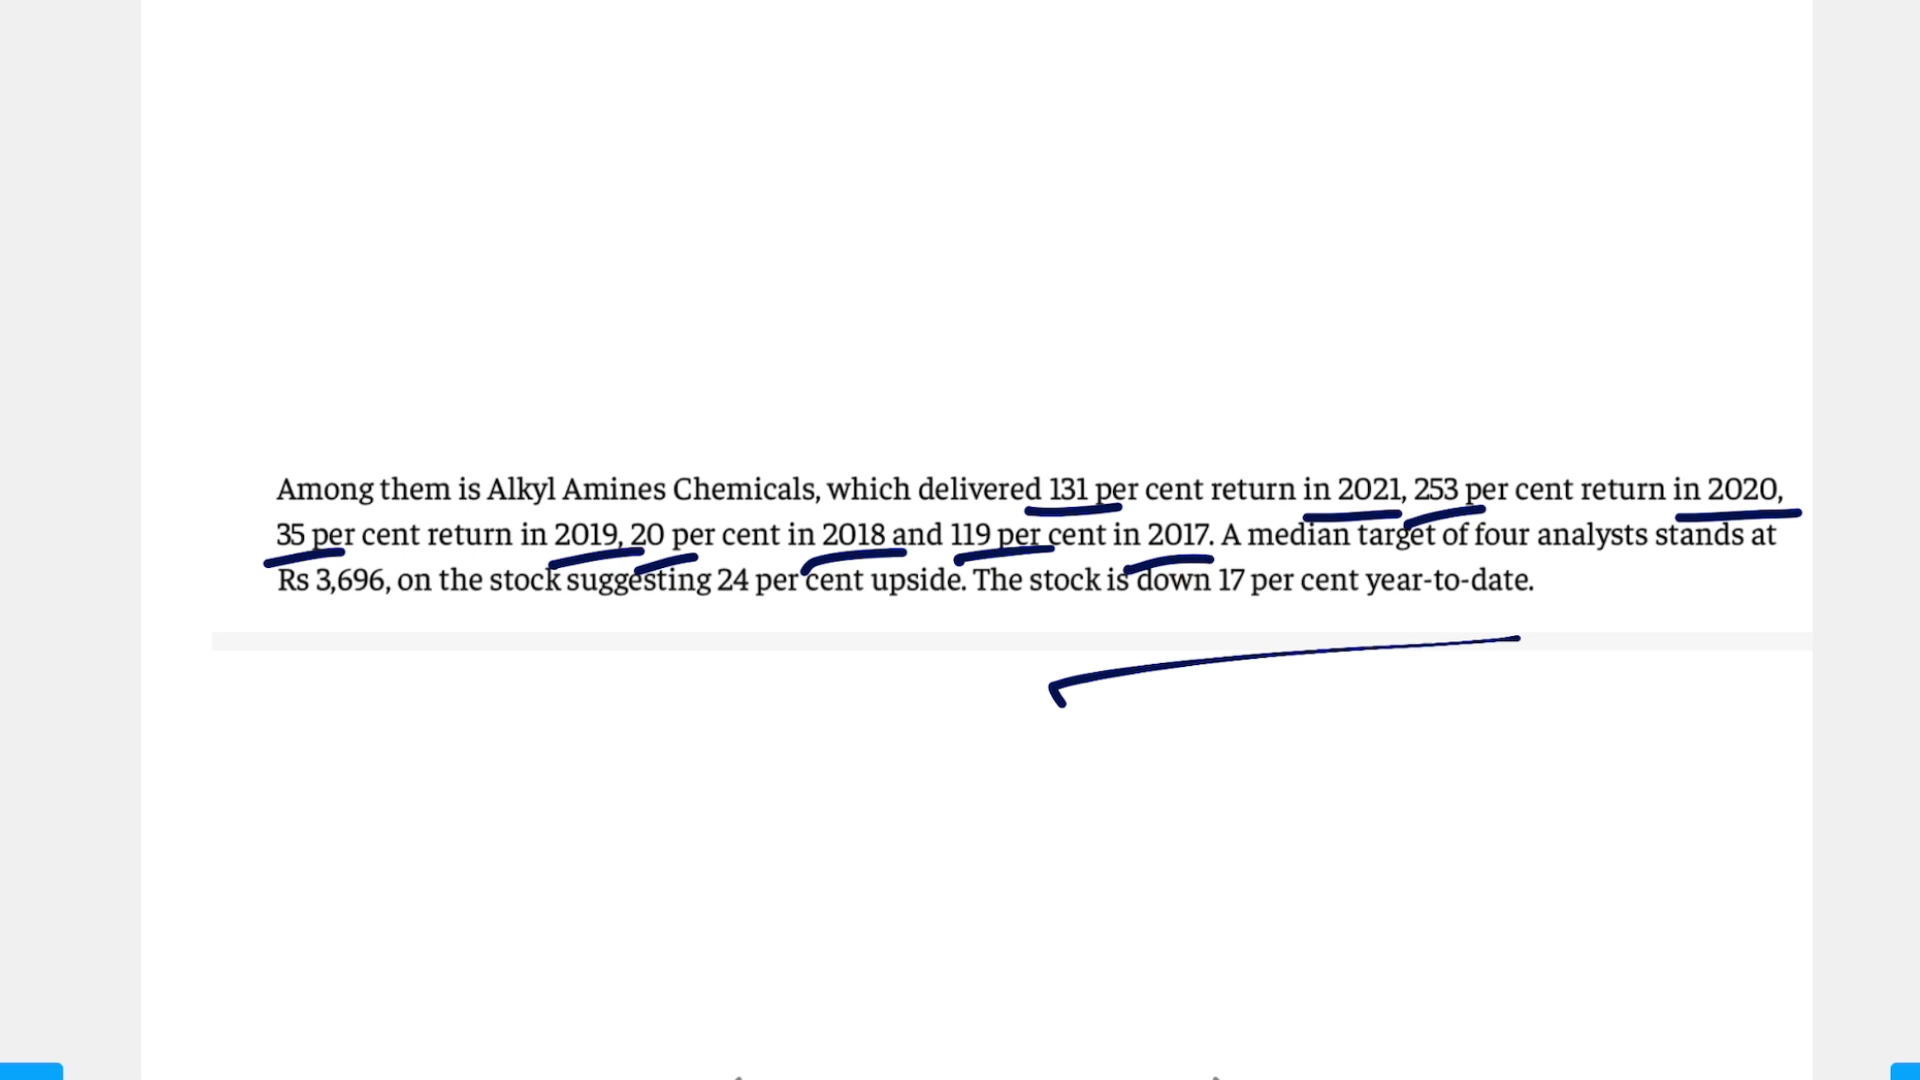 Among them is Alkyl Amines Chemicals, which delivered 131 per cent return in 2021, 253 per cent return in 2020,
35 per cent return in 2019, 20 per cent in 2018 and 119 per cent in 2017. A median target of four analysts stands at
Rs 3,696, on the stock suggesting 24 per cent upside. The stock is down 17 per cent year-to-date.